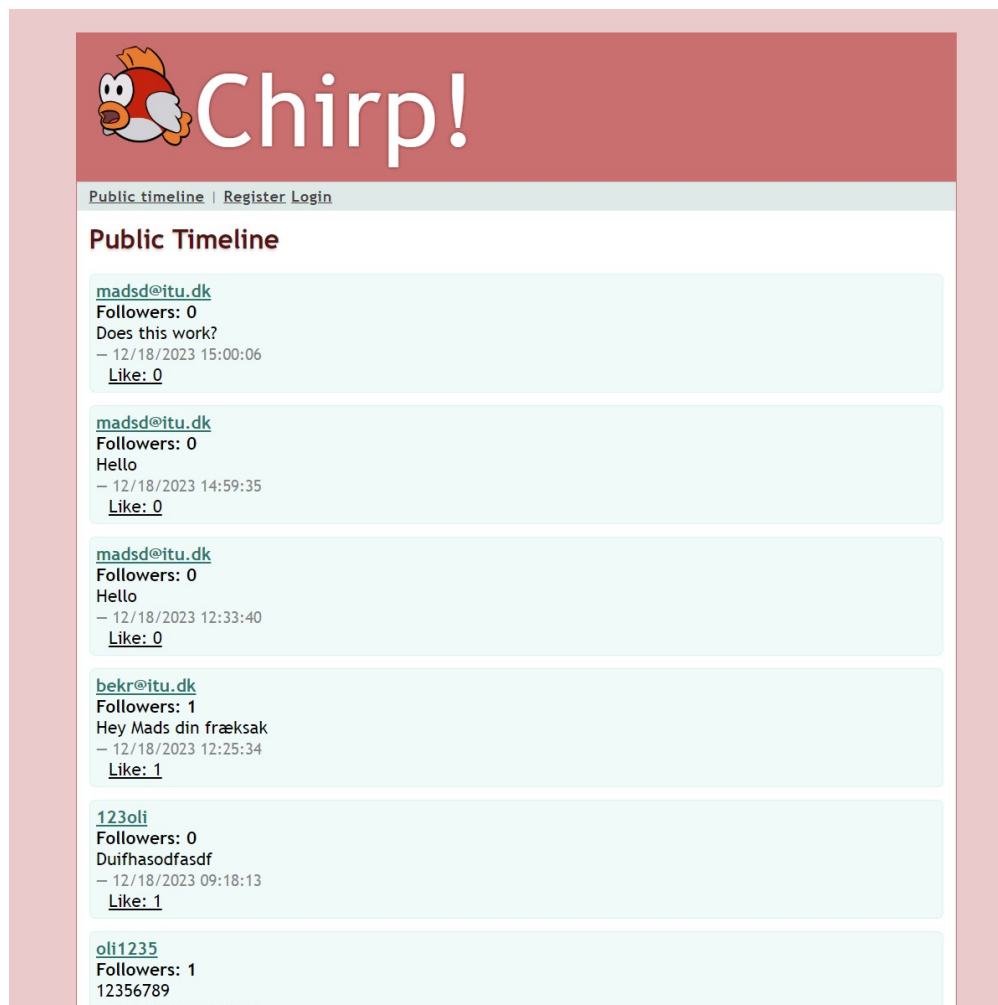 Chirp!
Public timeline | Register Login
Public Timeline
madsd@itu.dk
Followers: 0
Does this work?
— 12/18/2023 15:00:06
Like: 0
madsd@itu.dk
Followers: 0
Hello
— 12/18/2023 14:59:35
Like: 0
madsd@itu.dk
Followers: 0
Hello
— 12/18/2023 12:33:40
Like: 0
bekr@itu.dk
Followers: 1
Hey Mads din fræksak
— 12/18/2023 12:25:34
Like: 1
123oli
Followers: 0
Duifhasodfasdf
— 12/18/2023 09:18:13
Like: 1
oli1235
Followers: 1
12356789